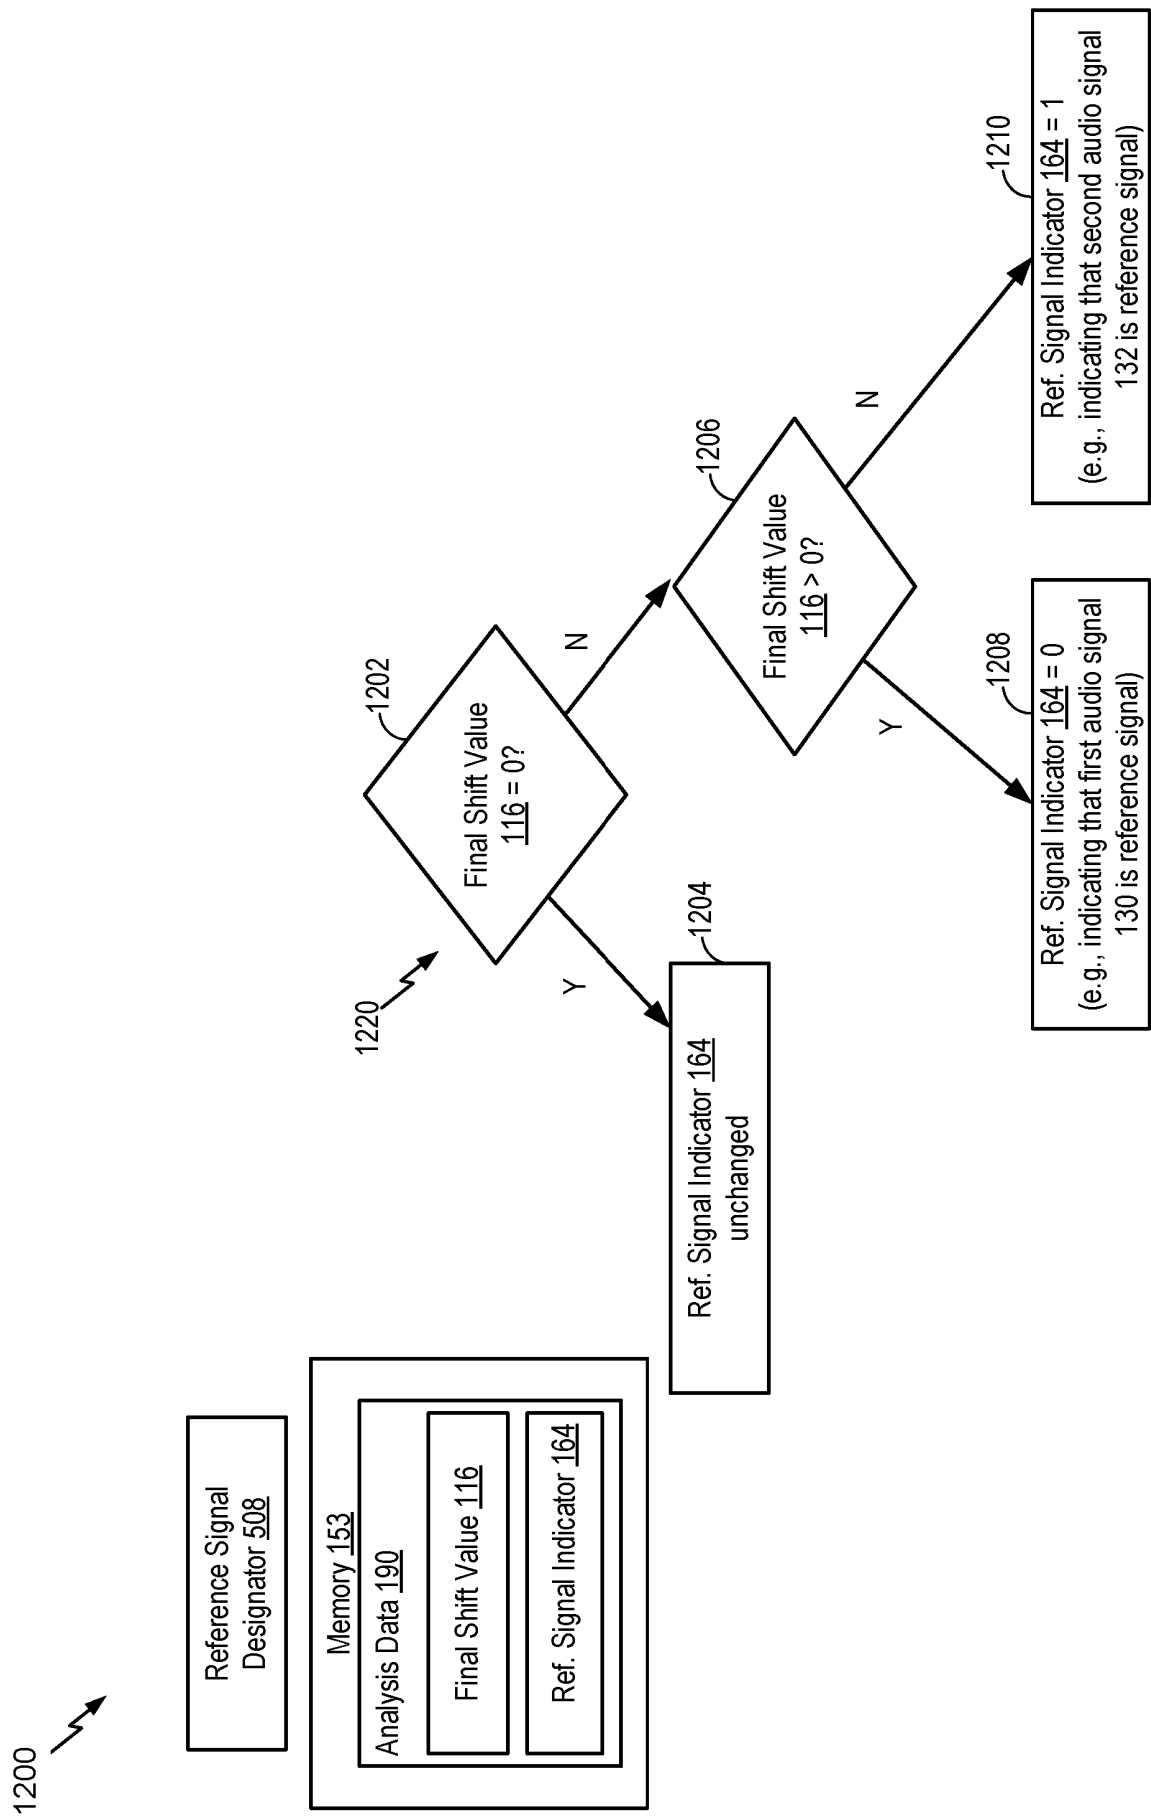 1200
Reference Signal
Designator 508
Memory 153
Analysis Data 190
Final Shift Value 116
Ref. Signal Indicator 164
1220
1202
Final Shift Value
116 = 0?
Y
N
1204
Ref. Signal Indicator 164
unchanged
1206
Final Shift Value
116 > 0?
Y
N
1208
Ref. Signal Indicator 164 = 0
(e.g., indicating that first audio signal
130 is reference signal)
1210
Ref. Signal Indicator 164 = 1
(e.g., indicating that second audio signal
132 is reference signal)